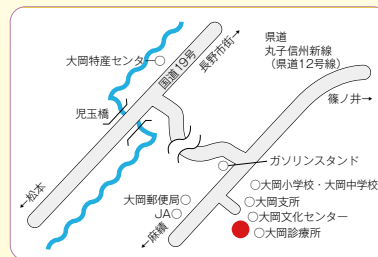 大岡特産センター○
国道19号
長野市街→
県道
丸子信州新線
(県道12号線)
篠ノ井→
児玉橋
←松本
ガソリンスタンド
○大岡小学校・大岡中学校
大岡郵便局○
○大岡支所
JA○
○大岡文化センター
←麻績
○大岡診療所